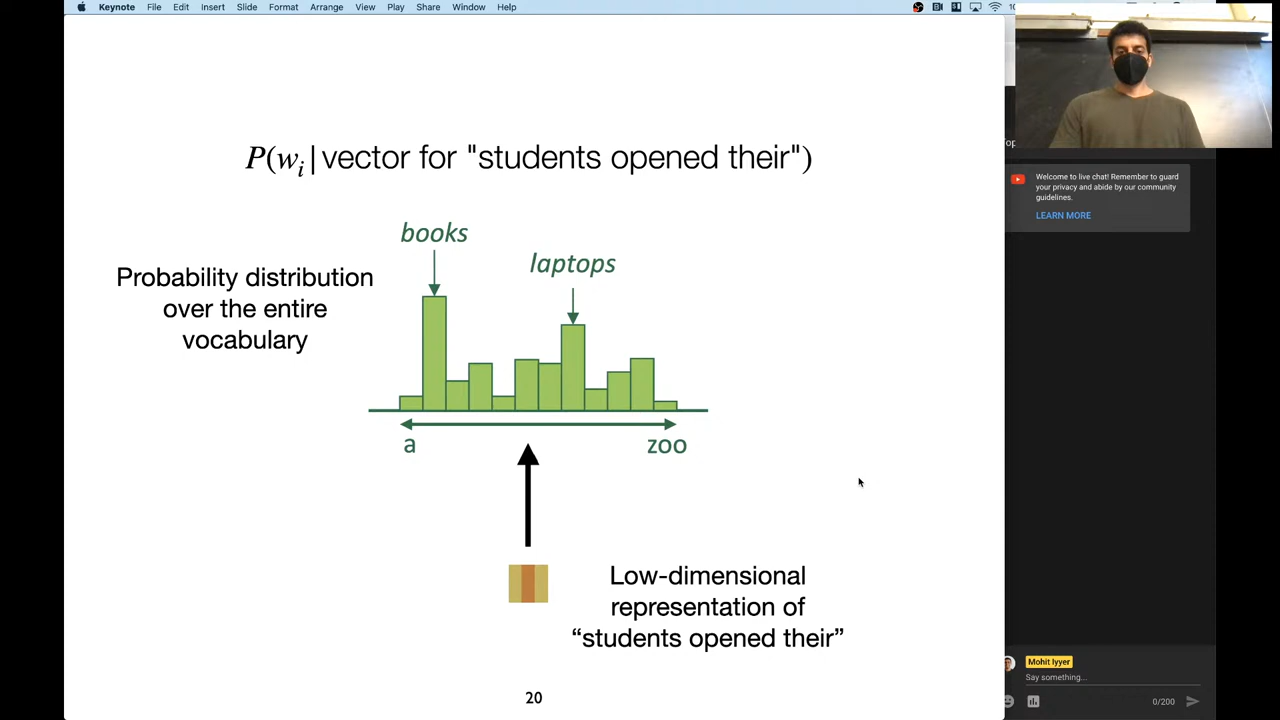 Keynote File Edit Insert Slide Format Arrange View Play Share Window Help
P(w_i | vector for "students opened their")
books
laptops
Probability distribution
over the entire
vocabulary
a
zoo
Low-dimensional
representation of
“students opened their”
20
Welcome to live chat! Remember to guard
your privacy and abide by our community
guidelines.
LEARN MORE
Mohit Iyyer
Say something...
0/200